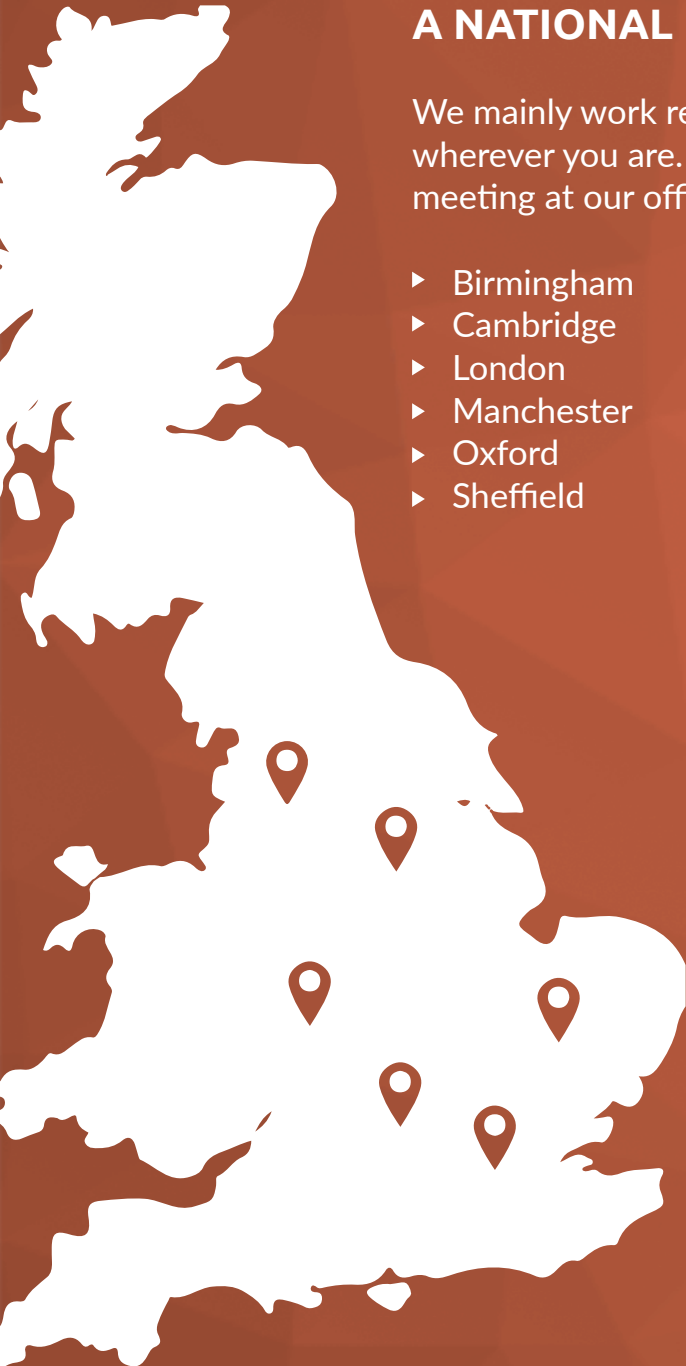 A NATIONAL
We mainly work re
wherever you are.
meeting at our off
Birmingham
Cambridge
London
Manchester
Oxford
Sheffield